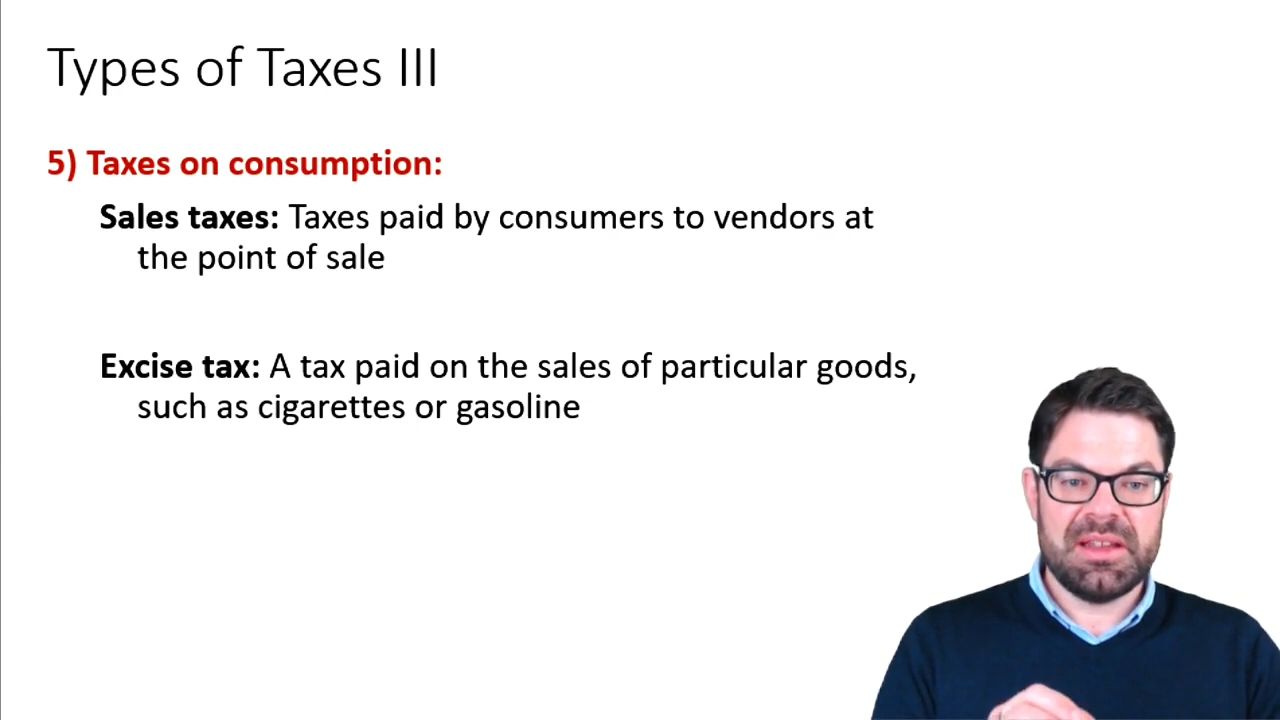 Types of Taxes III
5) Taxes on consumption:
Sales taxes: Taxes paid by consumers to vendors at
the point of sale
Excise tax: A tax paid on the sales of particular goods,
such as cigarettes or gasoline